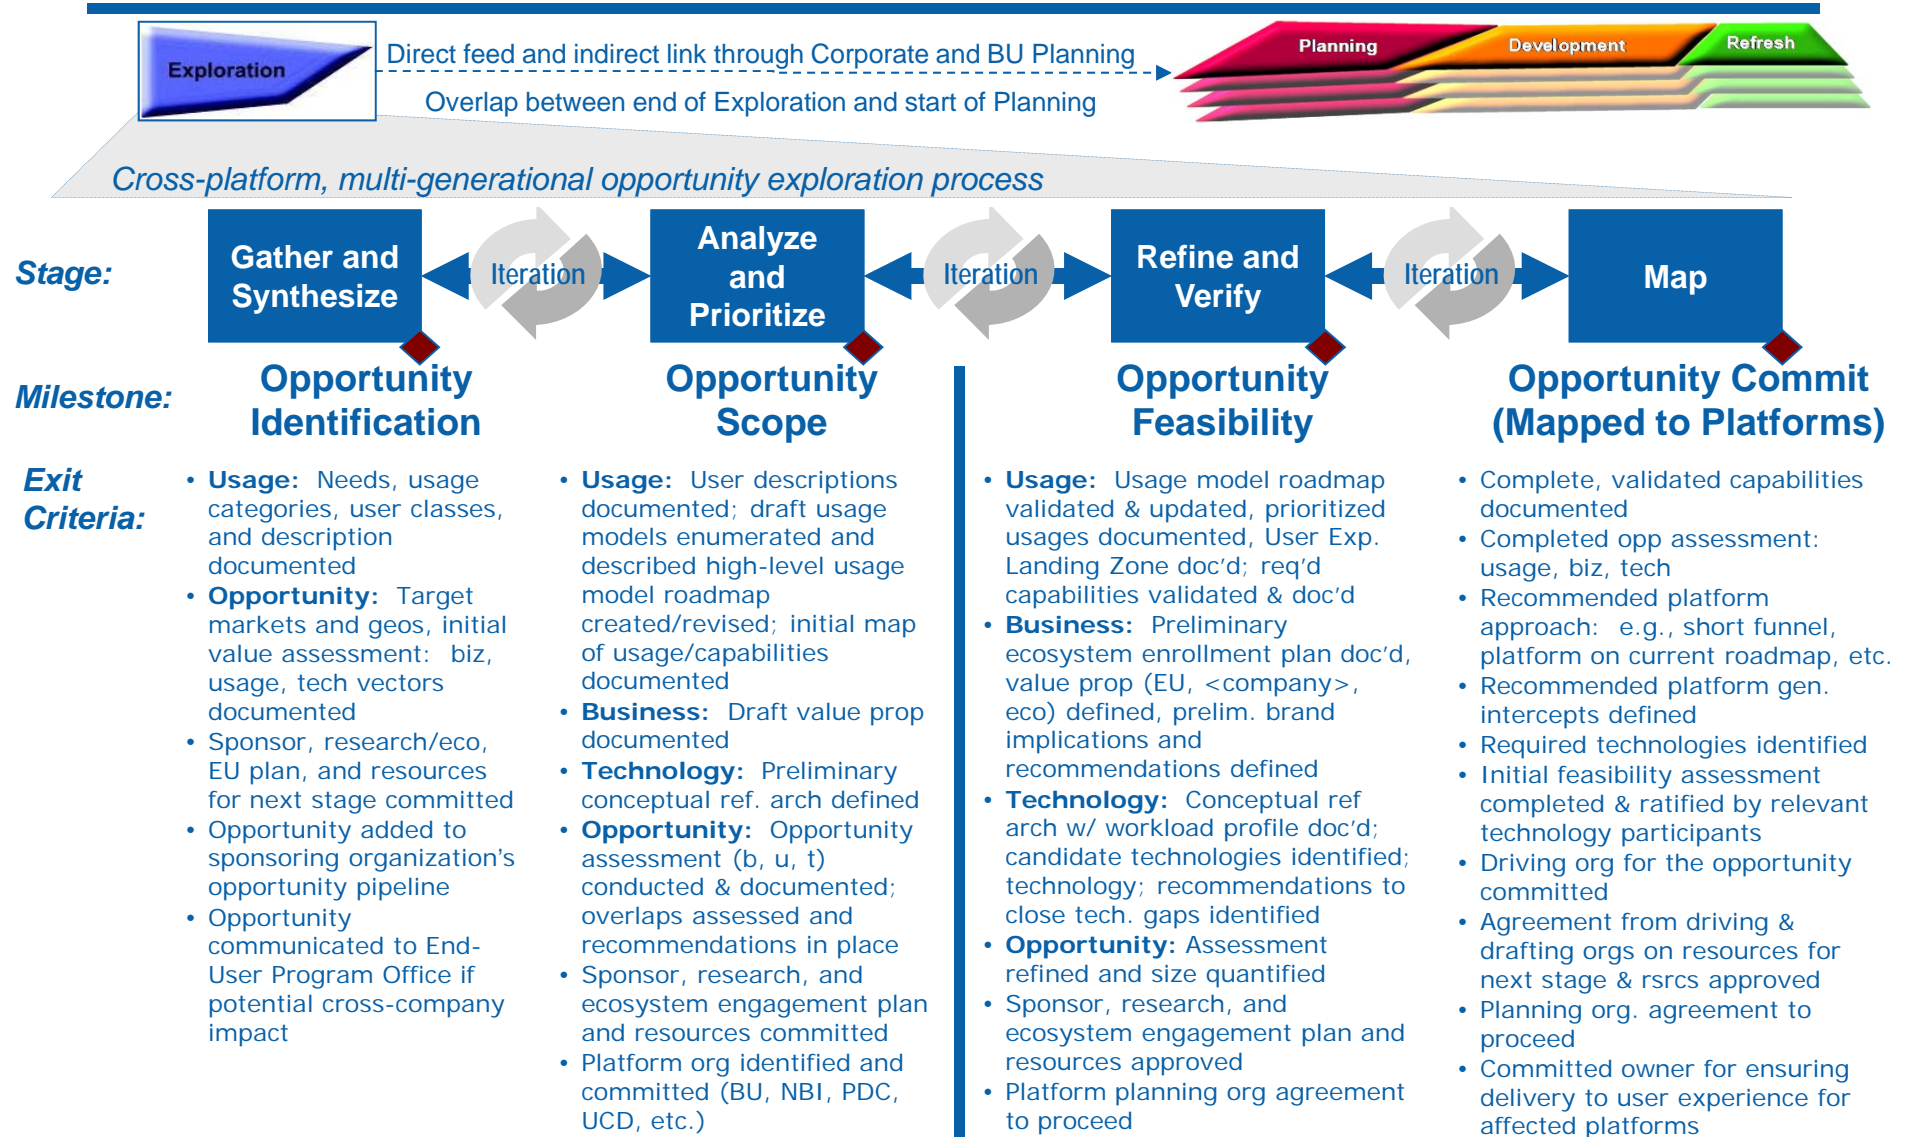 Exploration
Direct feed and indirect link through Corporate and BU Planning
Overlap between end of Exploration and start of Planning
Planning
Development
Refresh
Cross-platform, multi-generational opportunity exploration process
Stage:
Gather and
Synthesize
Iteration
Analyze
and
Prioritize
Iteration
Refine and
Verify
Iteration
Map
Milestone:
Opportunity
Identification
Opportunity
Scope
Opportunity
Feasibility
Opportunity Commit
(Mapped to Platforms)
Exit
Criteria:
• Usage: Needs, usage
categories, user classes,
and description
documented
• Opportunity: Target
markets and geos, initial
value assessment: biz,
usage, tech vectors
documented
• Sponsor, research/eco,
EU plan, and resources
for next stage committed
• Opportunity added to
sponsoring organization's
opportunity pipeline
• Opportunity
communicated to End-
User Program Office if
potential cross-company
impact
• Usage: User descriptions
documented; draft usage
models enumerated and
described high-level usage
model roadmap
created/revised; initial map
of usage/capabilities
documented
• Business: Draft value prop
documented
• Technology: Preliminary
conceptual ref. arch defined
• Opportunity: Opportunity
assessment (b, u, t)
conducted & documented;
overlaps assessed and
recommendations in place
• Sponsor, research, and
ecosystem engagement plan
and resources committed
• Platform org identified and
committed (BU, NBI, PDC,
UCD, etc.)
• Usage: Usage model roadmap
validated & updated, prioritized
usages documented, User Exp.
Landing Zone doc'd; req'd
capabilities validated & doc'd
• Business: Preliminary
ecosystem enrollment plan doc'd,
value prop (EU, <company>,
eco) defined, prelim. brand
implications and
recommendations defined
• Technology: Conceptual ref
arch w/ workload profile doc'd;
candidate technologies identified;
technology; recommendations to
close tech. gaps identified
• Opportunity: Assessment
refined and size quantified
• Sponsor, research, and
ecosystem engagement plan and
resources approved
• Platform planning org agreement
to proceed
• Complete, validated capabilities
documented
• Completed opp assessment:
usage, biz, tech
• Recommended platform
approach: e.g., short funnel,
platform on current roadmap, etc.
• Recommended platform gen.
intercepts defined
• Required technologies identified
• Initial feasibility assessment
completed & ratified by relevant
technology participants
• Driving org for the opportunity
committed
• Agreement from driving &
drafting orgs on resources for
next stage & rsrcs approved
• Planning org. agreement to
proceed
• Committed owner for ensuring
delivery to user experience for
affected platforms